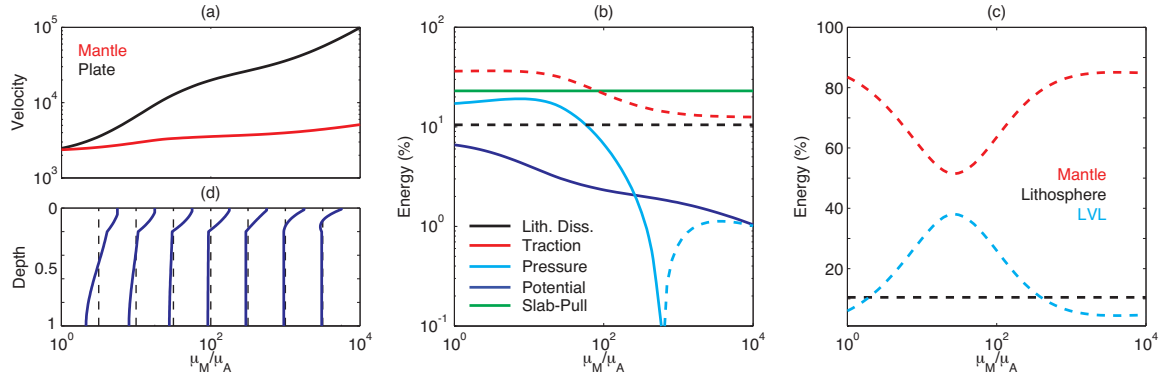 (a)
10^5
10^4
10^3
Velocity
Mantle
Plate
(d)
0
0.5
1
Depth
10^0
10^2
10^4
μ_M/μ_A
(b)
10^2
10^1
10^0
10^-1
Energy (%)
Lith. Diss.
Traction
Pressure
Potential
Slab-Pull
10^0
10^2
10^4
μ_M/μ_A
(c)
100
80
60
40
20
Energy (%)
Mantle
Lithosphere
LVL
10^0
10^2
10^4
μ_M/μ_A